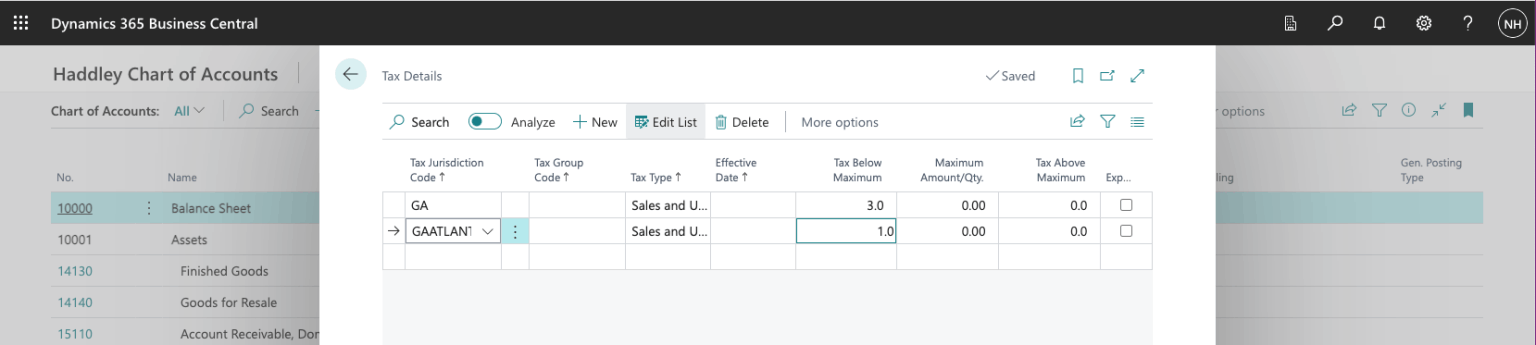 Dynamics 365 Business Central
NH
Haddley Chart of Accounts
Tax Details
Saved
Chart of Accounts: All
Search
options
Search Analyze New Edit List Delete More options
No. Name
Tax Jurisdiction Code ↑
Tax Group Code ↑
Tax Type ↑
Effective Date ↑
Tax Below Maximum
Maximum Amount/Qty.
Tax Above Maximum
Exp...
Gen. Posting Type
10000 Balance Sheet
GA Sales and U... 3.0 0.00 0.0
10001 Assets
GAATLANT Sales and U... 1.0 0.00 0.0
14130 Finished Goods
14140 Goods for Resale
15110 Account Receivable, Dor